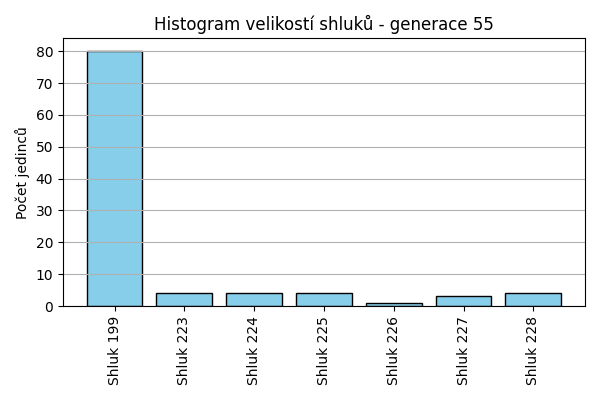 Histogram velikostí shluků - generace 55
Počet jedinců
80
70
60
50
40
30
20
10
0
Shluk 199
Shluk 223
Shluk 224
Shluk 225
Shluk 226
Shluk 227
Shluk 228